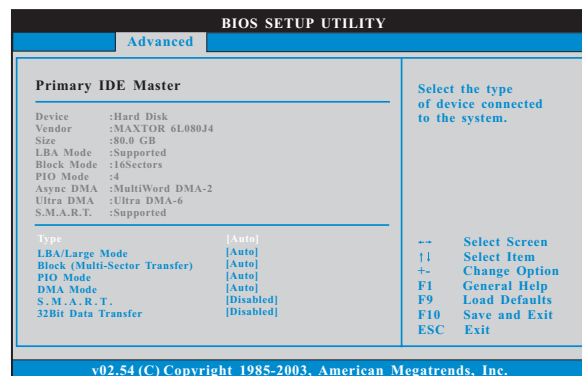 BIOS SETUP UTILITY
Advanced
Primary IDE Master
Device :Hard Disk
Vendor :MAXTOR 6L080J4
Size :80.0 GB
LBA Mode :Supported
Block Mode :16Sectors
PIO Mode :4
Async DMA :MultiWord DMA-2
Ultra DMA :Ultra DMA-6
S.M.A.R.T. :Supported
Type [Auto]
LBA/Large Mode [Auto]
Block (Multi-Sector Transfer) [Auto]
PIO Mode [Auto]
DMA Mode [Auto]
S.M.A.R.T. [Disabled]
32Bit Data Transfer [Disabled]
Select the type
of device connected
to the system.
←→ Select Screen
↑↓ Select Item
+- Change Option
F1 General Help
F9 Load Defaults
F10 Save and Exit
ESC Exit
v02.54 (C) Copyright 1985-2003, American Megatrends, Inc.